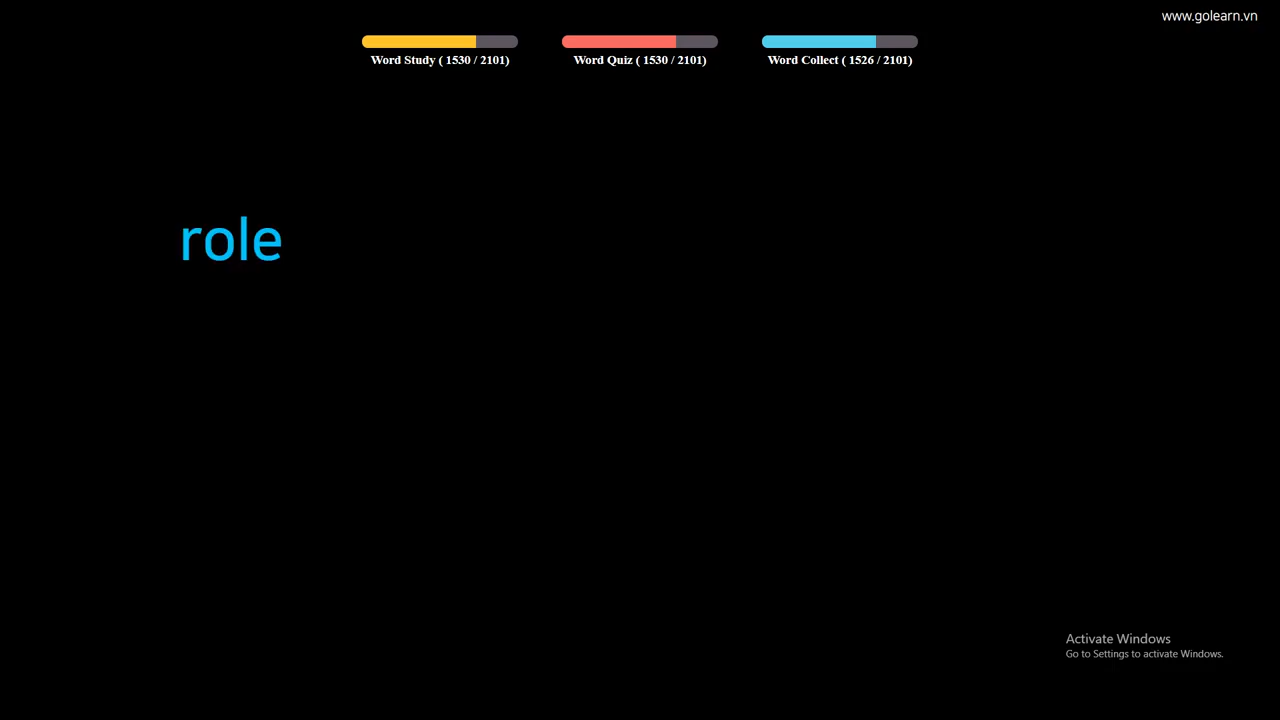 www.golearn.vn
Word Study ( 1530 / 2101)
Word Quiz ( 1530 / 2101)
Word Collect ( 1526 / 2101)
role
Activate Windows
Go to Settings to activate Windows.